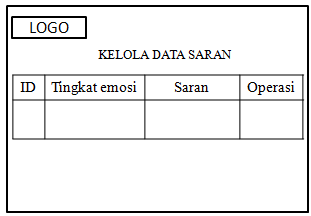 LOGO
KELOLA DATA SARAN
ID Tingkat emosi Saran Operasi